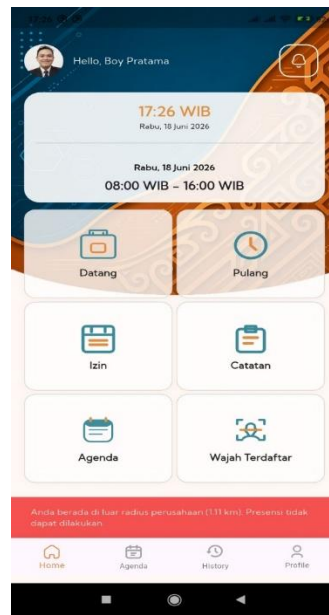 17:26
Hello, Boy Pratama
17:26 WIB
Rabu, 18 Juni 2026
Rabu, 18 Juni 2026
08:00 WIB – 16:00 WIB
Datang
Pulang
Izin
Catatan
Agenda
Wajah Terdaftar
Anda berada di luar radius perusahaan (1.11 km). Presensi tidak
dapat dilakukan.
Home
Agenda
History
Profile